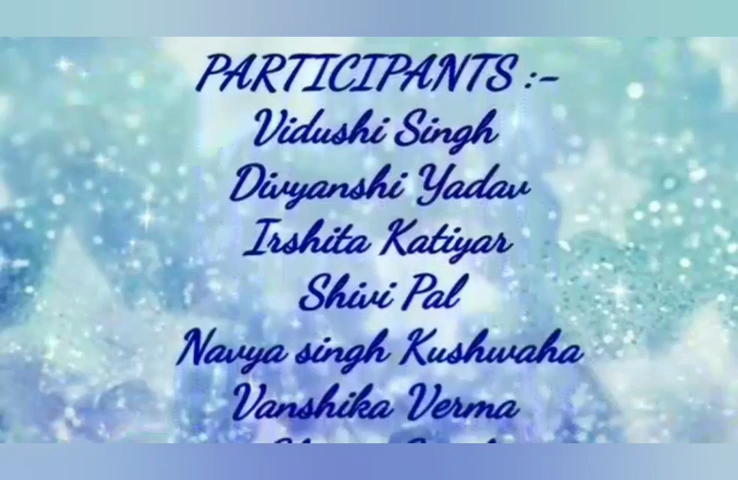 PARTICIPANTS :-
Vidushi Singh
Divyanshi Yadav
Irshita Katiyar
Shivi Pal
Navya singh Kushwaha
Vanshika Verma